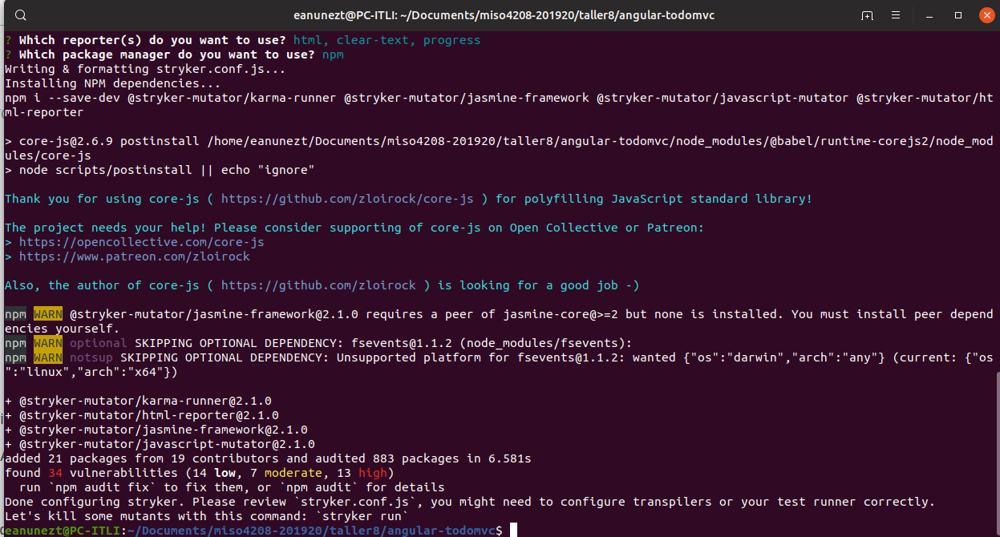 eanunezt@PC-ITLI: ~/Documents/miso4208-201920/taller8/angular-todomvc
? Which reporter(s) do you want to use? html, clear-text, progress
? Which package manager do you want to use? npm
Writing & formatting stryker.conf.js...
Installing NPM dependencies...
npm i --save-dev @stryker-mutator/karma-runner @stryker-mutator/jasmine-framework @stryker-mutator/javascript-mutator @stryker-mutator/ht
ml-reporter
> core-js@2.6.9 postinstall /home/eanunezt/Documents/miso4208-201920/taller8/angular-todomvc/node_modules/@babel/runtime-corejs2/node_mod
ules/core-js
> node scripts/postinstall || echo "ignore"
Thank you for using core-js ( https://github.com/zloirock/core-js ) for polyfilling JavaScript standard library!
The project needs your help! Please consider supporting of core-js on Open Collective or Patreon:
> https://opencollective.com/core-js
> https://www.patreon.com/zloirock
Also, the author of core-js ( https://github.com/zloirock ) is looking for a good job -)
npm WARN @stryker-mutator/jasmine-framework@2.1.0 requires a peer of jasmine-core@>=2 but none is installed. You must install peer depend
encies yourself.
npm WARN optional SKIPPING OPTIONAL DEPENDENCY: fsevents@1.1.2 (node_modules/fsevents):
npm WARN notsup SKIPPING OPTIONAL DEPENDENCY: Unsupported platform for fsevents@1.1.2: wanted {"os":"darwin","arch":"any"} (current: {"os
":"linux","arch":"x64"})
+ @stryker-mutator/karma-runner@2.1.0
+ @stryker-mutator/html-reporter@2.1.0
+ @stryker-mutator/jasmine-framework@2.1.0
+ @stryker-mutator/javascript-mutator@2.1.0
added 21 packages from 19 contributors and audited 883 packages in 6.581s
found 34 vulnerabilities (14 low, 7 moderate, 13 high)
  run `npm audit fix` to fix them, or `npm audit` for details
Done configuring stryker. Please review `stryker.conf.js`, you might need to configure transpilers or your test runner correctly.
Let's kill some mutants with this command: `stryker run`
eanunezt@PC-ITLI:~/Documents/miso4208-201920/taller8/angular-todomvc$